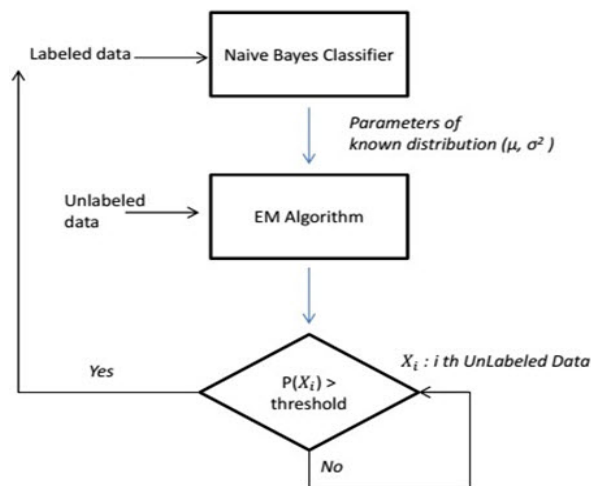 Labeled data
Naive Bayes Classifier
Parameters of
known distribution (μ, σ² )
Unlabeled
data
EM Algorithm
Xᵢ : i th UnLabeled Data
Yes
P(Xᵢ) >
threshold
No